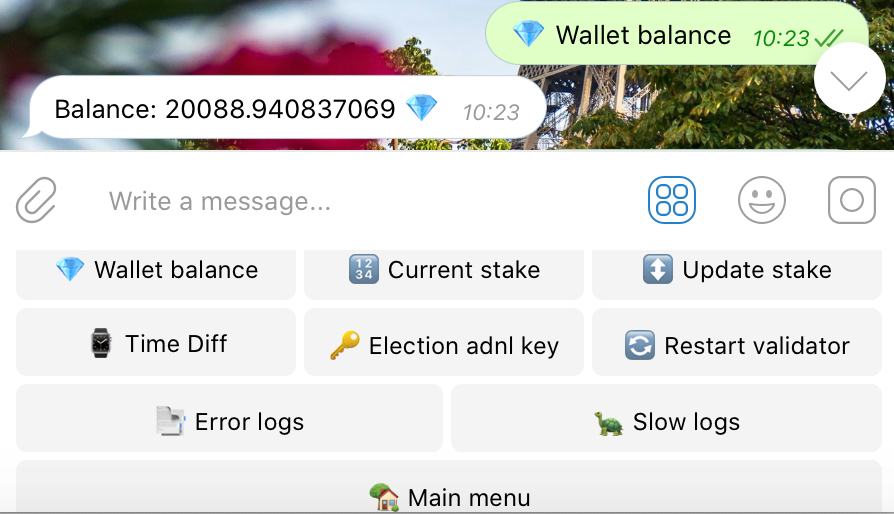 💎 Wallet balance 10:23
Balance: 20088.940837069 💎 10:23
Write a message...
💎 Wallet balance
🔢 Current stake
↕️ Update stake
⌚ Time Diff
🔑 Election adnl key
🔄 Restart validator
📑 Error logs
🐢 Slow logs
🏡 Main menu